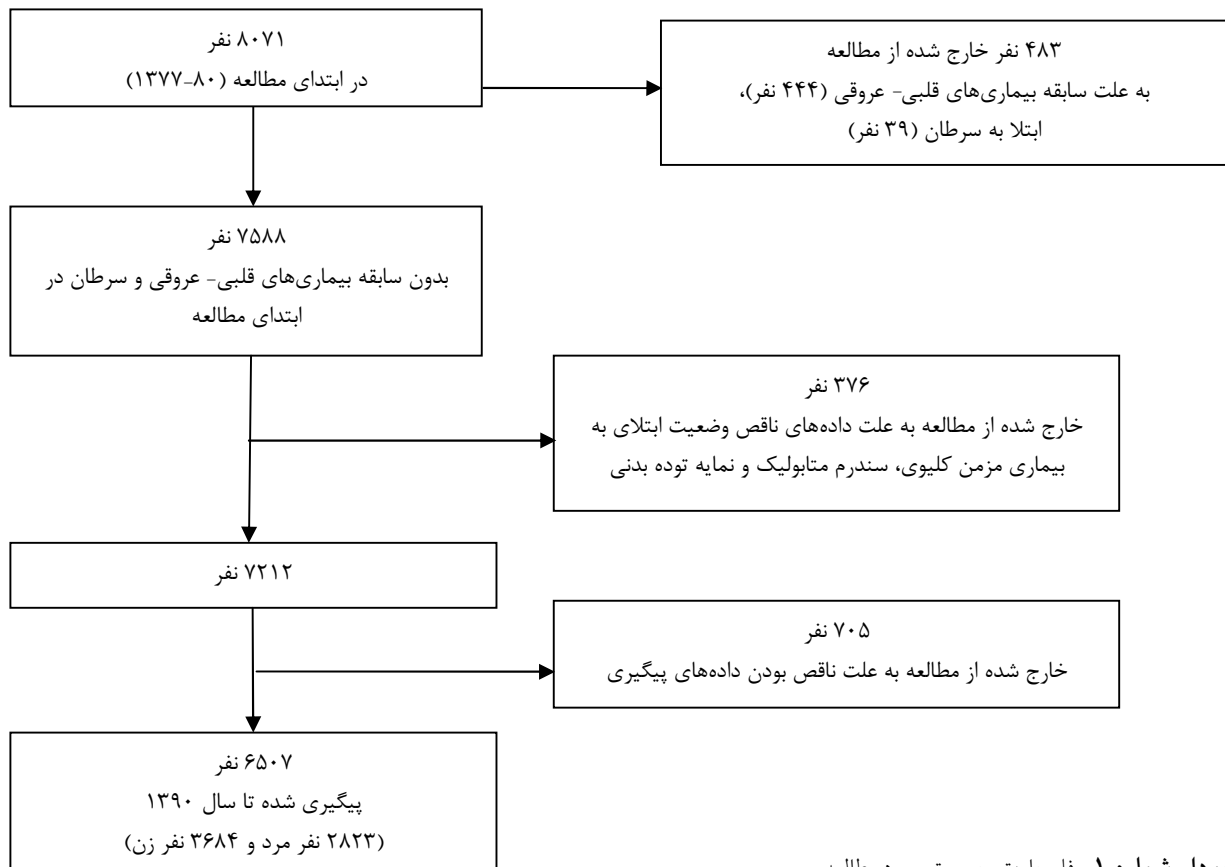 ۸۰۷۱ نفر
در ابتدای مطالعه (۸۰-۱۳۷۷)
۴۸۳ نفر خارج شده از مطالعه
به علت سابقه بیماری‌های قلبی- عروقی (۴۴۴ نفر)،
ابتلا به سرطان (۳۹ نفر)
۷۵۸۸ نفر
بدون سابقه بیماری‌های قلبی- عروقی و سرطان در
ابتدای مطالعه
۳۷۶ نفر
خارج شده از مطالعه به علت داده‌های ناقص وضعیت ابتلای به
بیماری مزمن کلیوی، سندرم متابولیک و نمایه توده بدنی
۷۲۱۲ نفر
۷۰۵ نفر
خارج شده از مطالعه به علت ناقص بودن داده‌های پیگیری
۶۵۰۷ نفر
پیگیری شده تا سال ۱۳۹۰
(۲۸۲۳ نفر مرد و ۳۶۸۴ نفر زن)